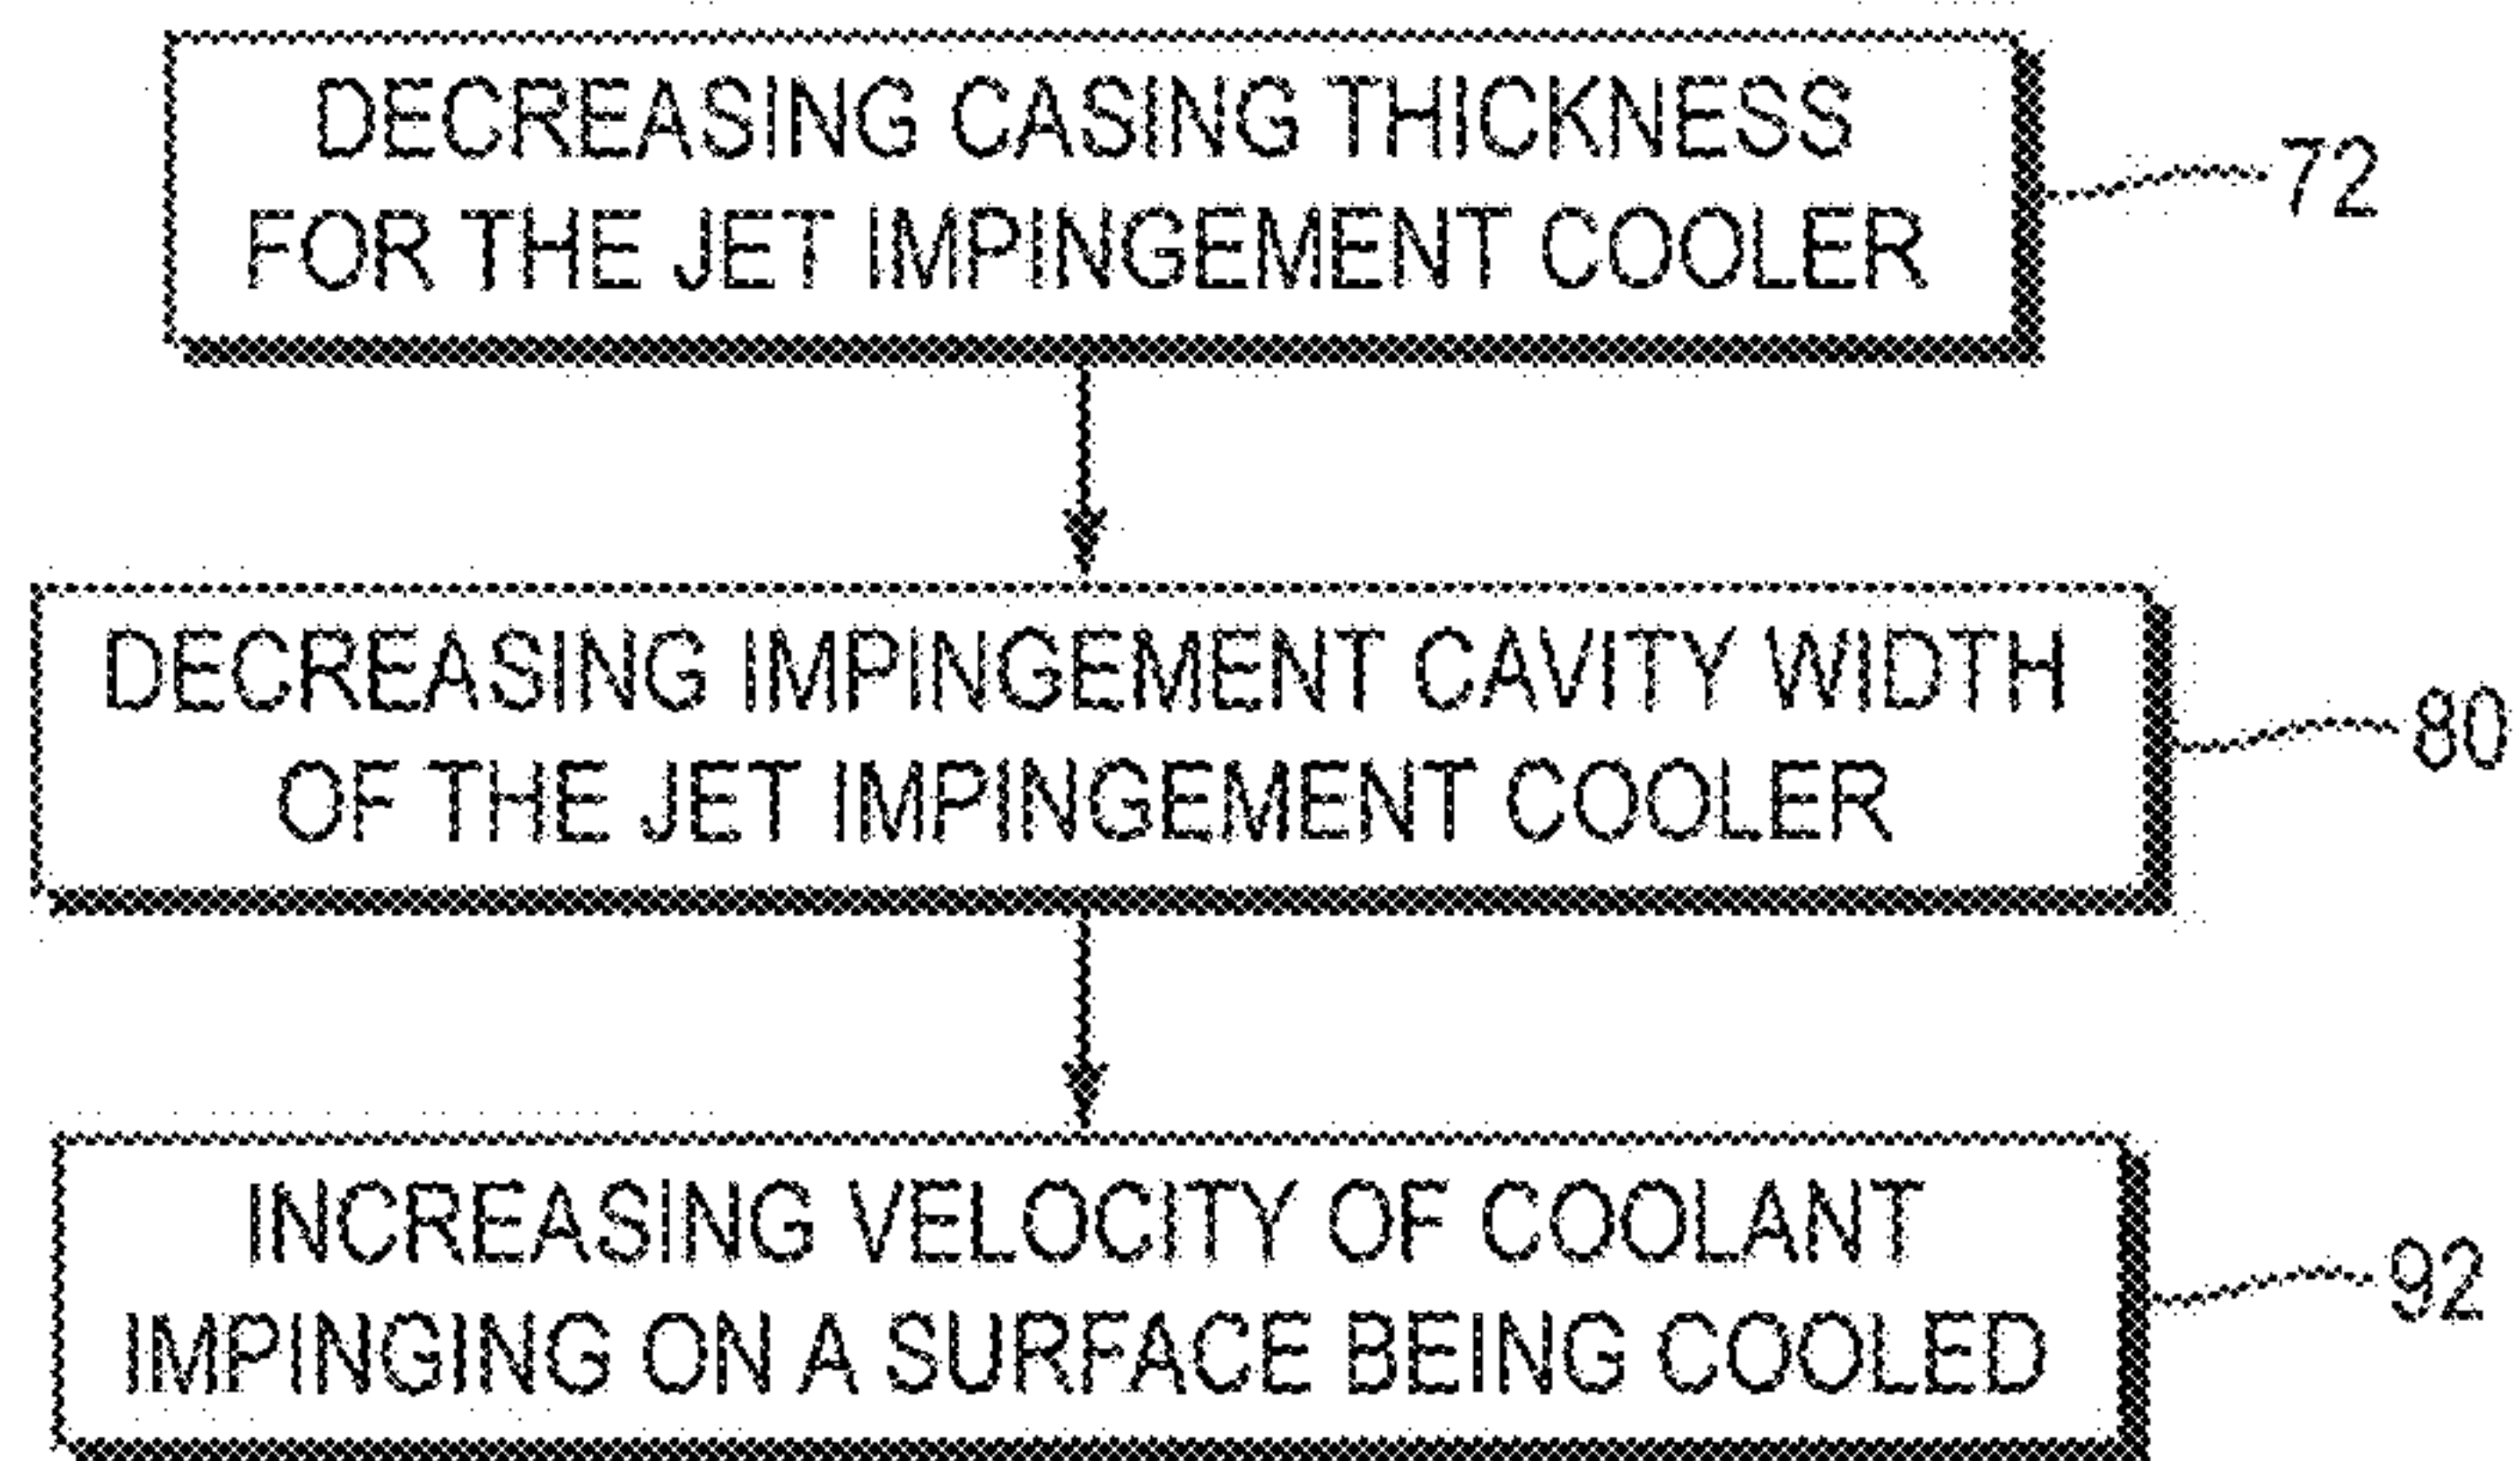 DECREASING CASING THICKNESS
FOR THE JET IMPINGEMENT COOLER
72
DECREASING IMPINGEMENT CAVITY WIDTH
OF THE JET IMPINGEMENT COOLER
80
INCREASING VELOCITY OF COOLANT
IMPINGING ON A SURFACE BEING COOLED
92